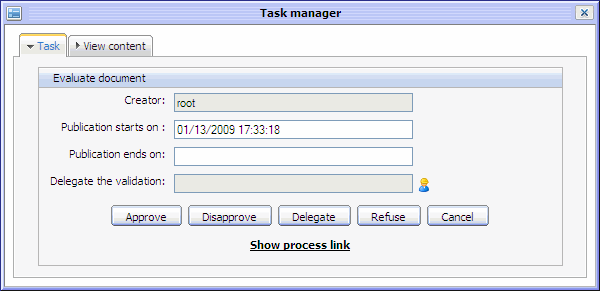 Task manager
Task View content
Evaluate document
Creator: root
Publication starts on : 01/13/2009 17:33:18
Publication ends on:
Delegate the validation:
Approve Disapprove Delegate Refuse Cancel
Show process link